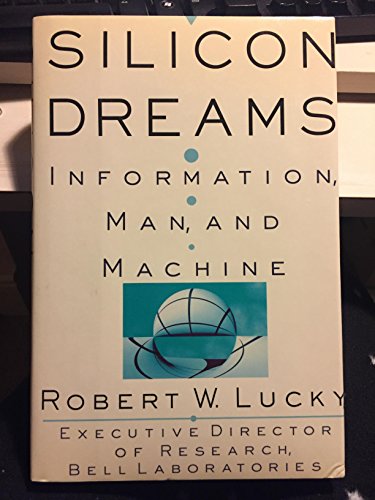 SILICON
DREAMS
INFORMATION,
MAN, AND
MACHINE
ROBERT W. LUCKY
EXECUTIVE DIRECTOR
OF RESEARCH,
BELL LABORATORIES